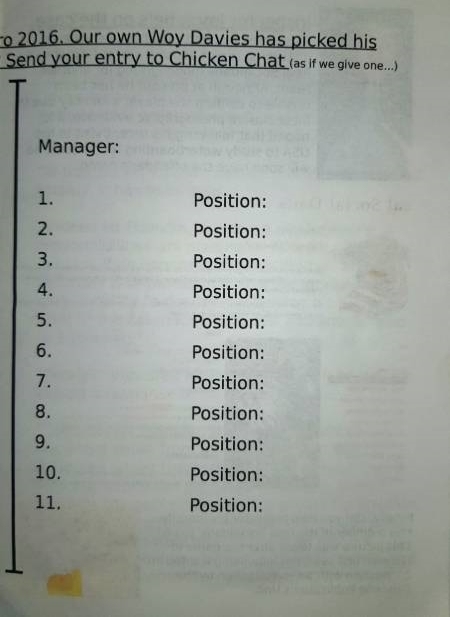 ro 2016. Our own Woy Davies has picked his
Send your entry to Chicken Chat (as if we give one...)
Manager:
1. Position:
2. Position:
3. Position:
4. Position:
5. Position:
6. Position:
7. Position:
8. Position:
9. Position:
10. Position:
11. Position: